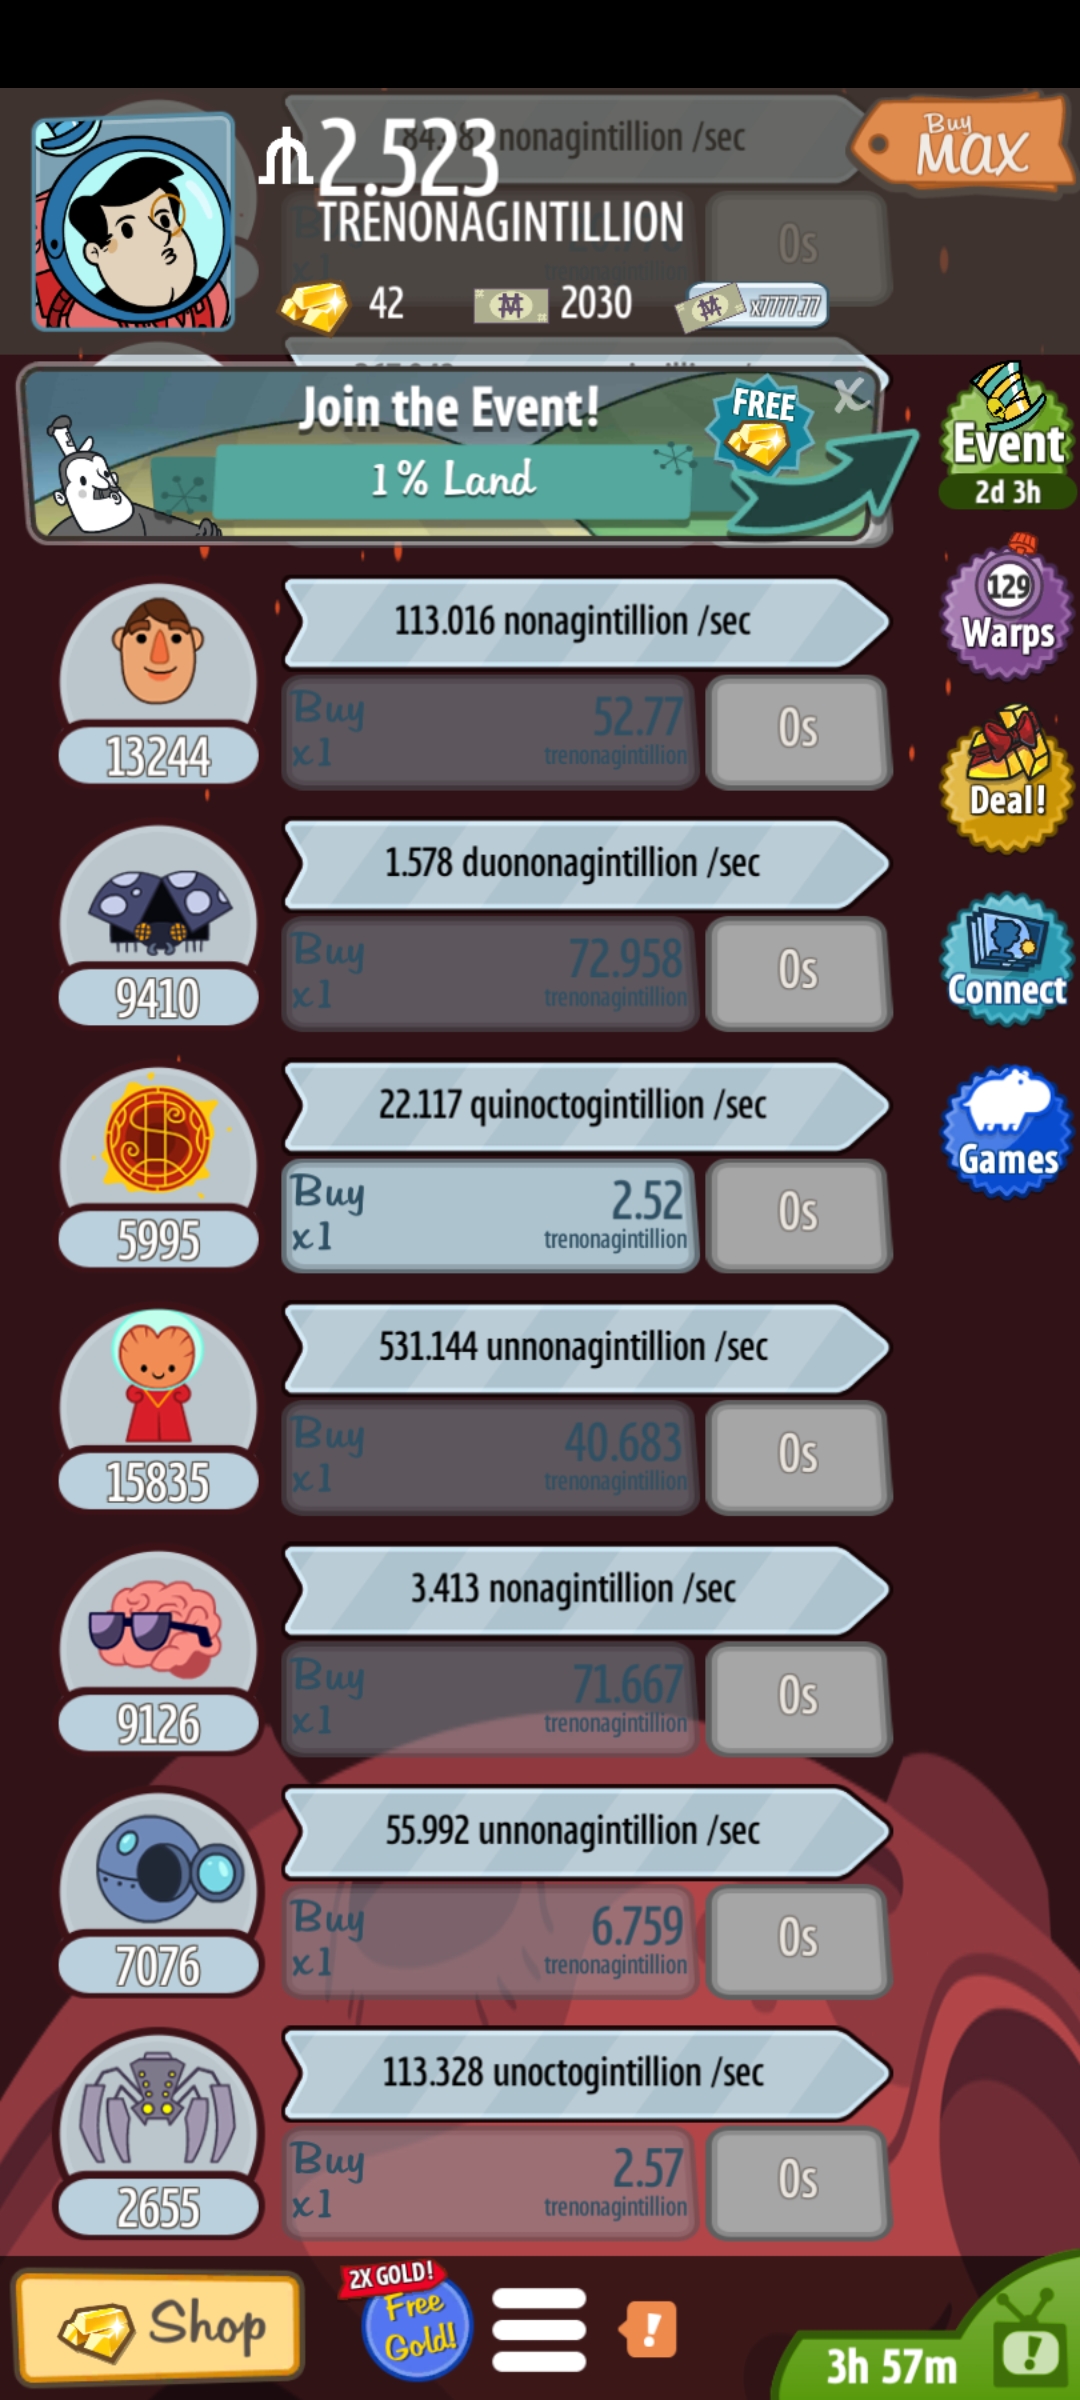 nonagintillion /sec
2.523
TRENONAGINTILLION
Buy
MAX
0s
x1
trenonagintillion
42
2030
x7777.77
Join the Event!
1% Land
FREE
X
Event
2d 3h
113.016 nonagintillion /sec
Buy
x1
52.77
trenonagintillion
0s
13244
129
Warps
Deal!
1.578 duononagintillion /sec
Buy
x1
72.958
trenonagintillion
0s
9410
Connect
22.117 quinoctogintillion /sec
Buy
x1
2.52
trenonagintillion
0s
5995
Games
531.144 unnonagintillion /sec
Buy
x1
40.683
trenonagintillion
0s
15835
3.413 nonagintillion /sec
Buy
x1
71.667
trenonagintillion
0s
9126
55.992 unnonagintillion /sec
Buy
x1
6.759
trenonagintillion
0s
7076
113.328 unoctogintillion /sec
Buy
x1
2.57
trenonagintillion
0s
2655
Shop
2X GOLD!
Free
Gold!
!
3h 57m
!